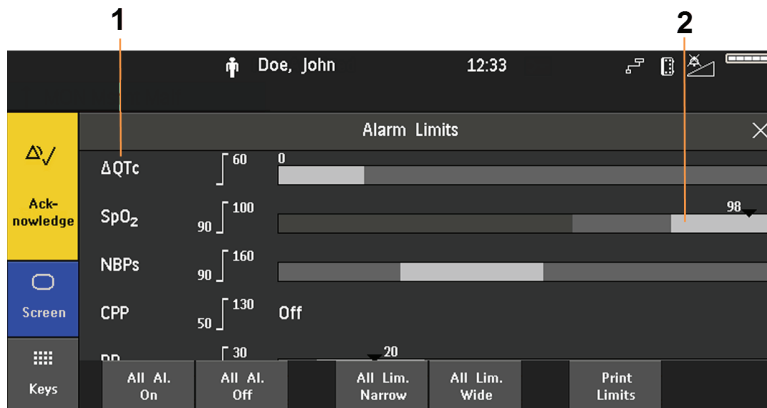 1
2
Doe, John
12:33
Alarm Limits
Ack-
nowledge
ΔQTc
60
0
SpO₂
90
100
98
NBPs
90
160
Screen
CPP
50
130
Off
30
20
Keys
All Al.
On
All Al.
Off
All Lim.
Narrow
All Lim.
Wide
Print
Limits